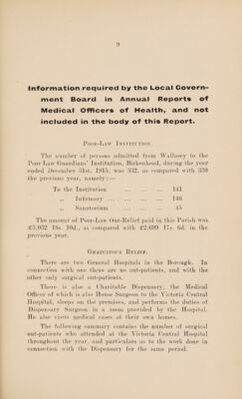 9
Information required by the Local Govern-
ment Board in Annual Reports of
Medical Officers of Health, and not
included in the body of this Report.
Poor-Law Institution.
The number of persons admitted from Wallasey to the
Poor Law Guardians' Institution, Birkenhead, during the year
ended December 31st, 1915, was 332, as compared with 350
the previous year, namely:—
To the Institution ... ... ... 141
,, Infirmary ... ... ... ... 146
,, Sanatorium ... ... ... 45
The amount of Poor-Law Out-Relief paid in this Parish was
£3,032 18s. 10d., as compared with £2,699 17s. 6d. in the
previous year.
Gratuitous Relief.
There are two General Hospitals in the Borough. In
connection with one there are no out-patients, and with the
other only surgical out-patients.
There is also a Charitable Dispensary, the Medical
Officer of which is also House Surgeon to the Victoria Central
Hospital, sleeps on the premises, and performs the duties of
Dispensary Surgeon in a room provided by the Hospital.
He also visits medical cases at their own homes.
The following summary contains the number of surgical
out-patients who attended at the Victoria Central Hospital
throughout the year, and particulars as to the work done in
connection with the Dispensary for the same period.